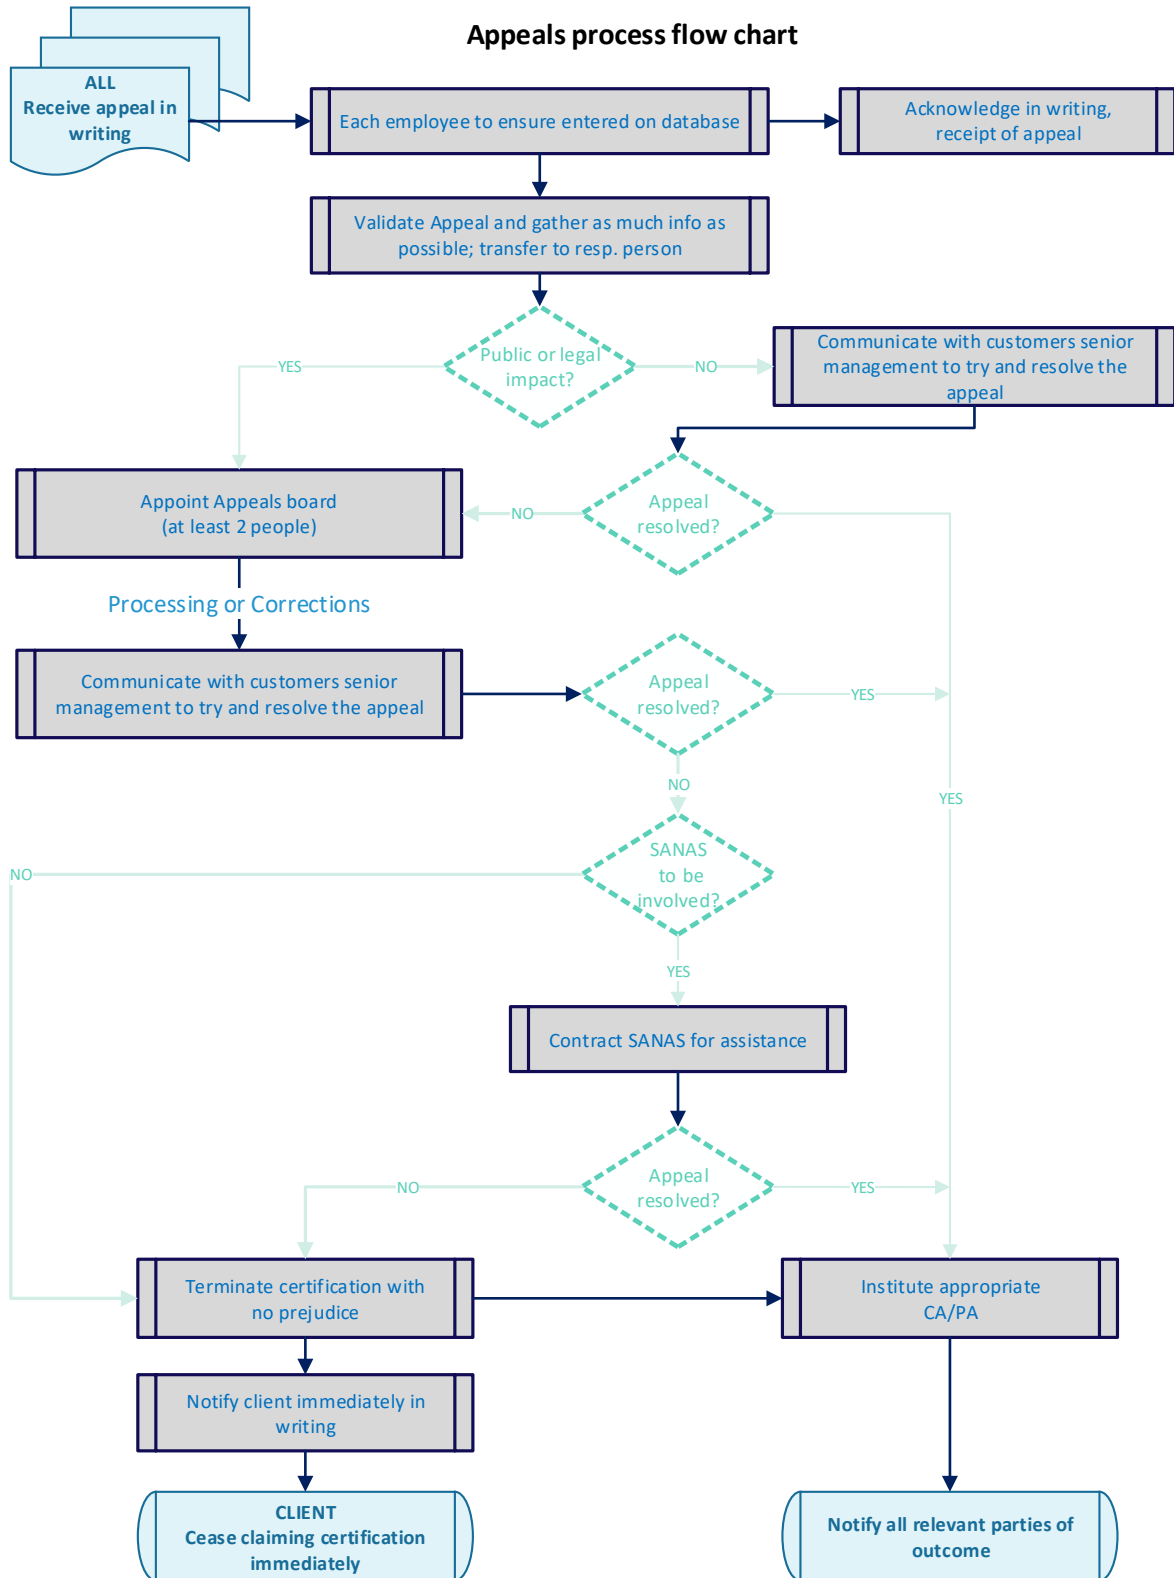 Appeals process flow chart
ALL
Receive appeal in
writing
Each employee to ensure entered on database
Acknowledge in writing,
receipt of appeal
Validate Appeal and gather as much info as
possible; transfer to resp. person
Public or legal
impact?
YES
NO
Communicate with customers senior
management to try and resolve the
appeal
Appoint Appeals board
(at least 2 people)
NO
Appeal
resolved?
Processing or Corrections
Communicate with customers senior
management to try and resolve the appeal
Appeal
resolved?
YES
NO
YES
SANAS
to be
involved?
NO
YES
Contract SANAS for assistance
Appeal
resolved?
NO
YES
Terminate certification with
no prejudice
Institute appropriate
CA/PA
Notify client immediately in
writing
CLIENT
Cease claiming certification
immediately
Notify all relevant parties of
outcome